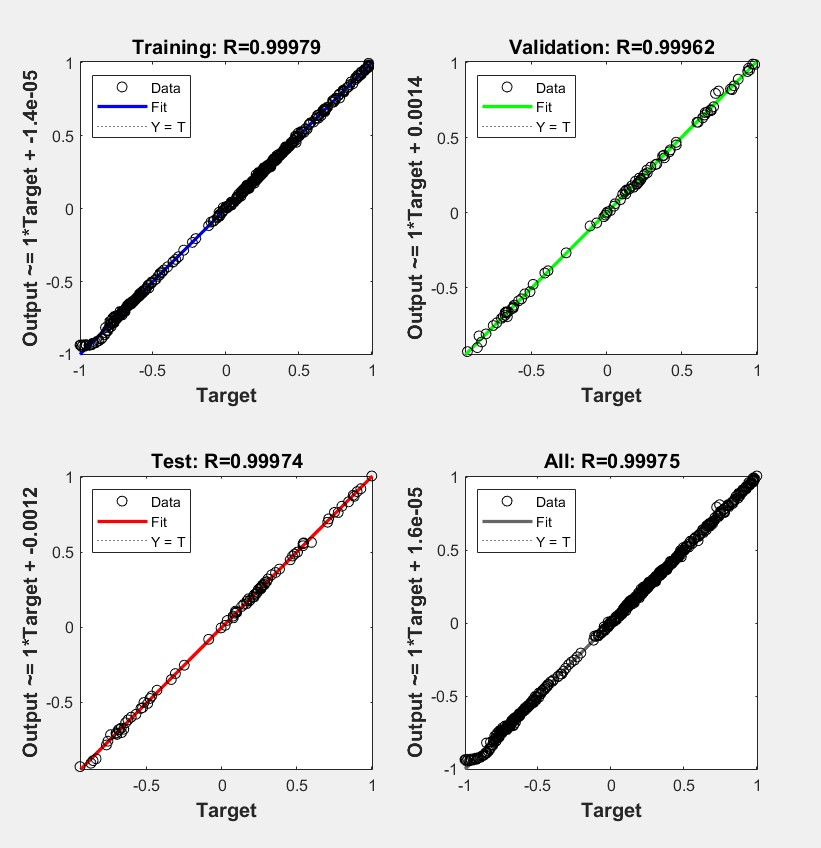 Training: R=0.99979
Output ~= 1*Target + -1.4e-05
1
0.5
0
-0.5
-1
Data
Fit
Y = T
-1
-0.5
0
0.5
1
Target
Validation: R=0.99962
Output ~= 1*Target + 0.0014
1
0.5
0
-0.5
Data
Fit
Y = T
-0.5
0
0.5
1
Target
Test: R=0.99974
Output ~= 1*Target + -0.0012
1
0.5
0
-0.5
Data
Fit
Y = T
-0.5
0
0.5
1
Target
All: R=0.99975
Output ~= 1*Target + 1.6e-05
1
0.5
0
-0.5
-1
Data
Fit
Y = T
-1
-0.5
0
0.5
1
Target